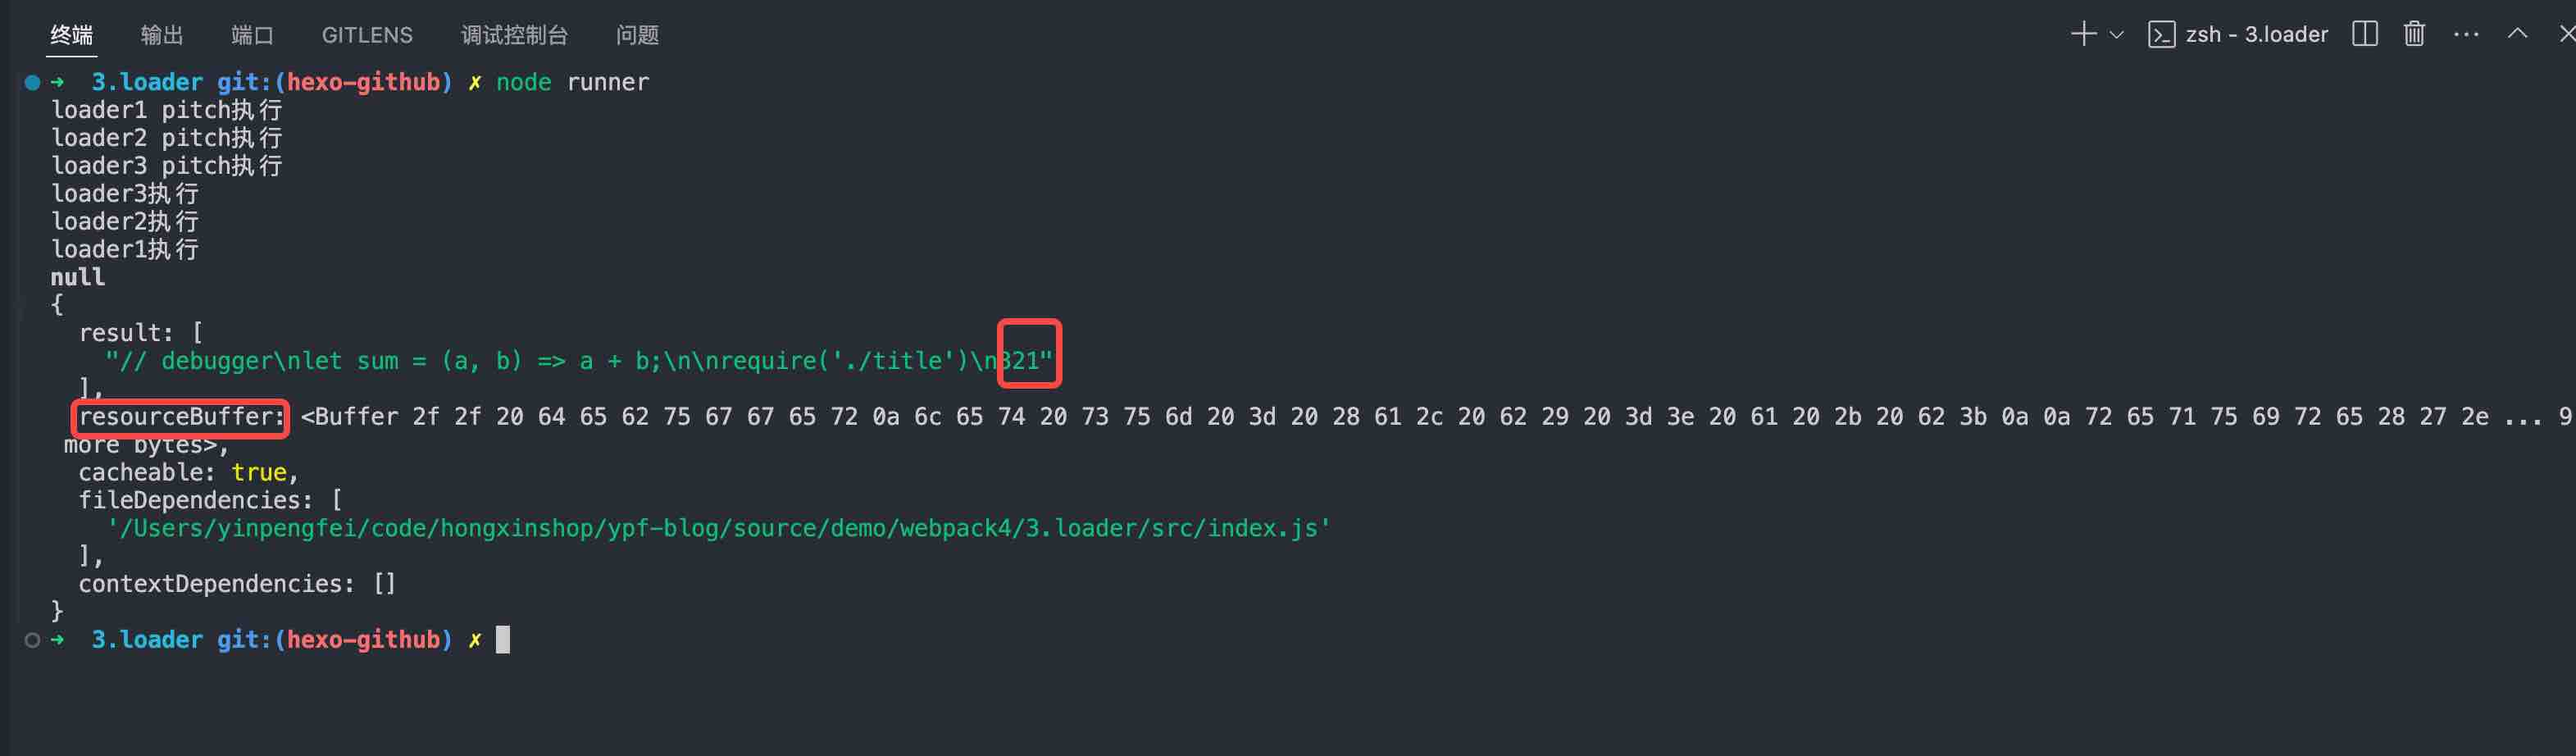 终端 输出 端口 GITLENS 调试控制台 问题 zsh - 3.loader
➜ 3.loader git:(hexo-github) ✗ node runner
loader1 pitch执行
loader2 pitch执行
loader3 pitch执行
loader3执行
loader2执行
loader1执行
null
{
result: [
"// debugger\nlet sum = (a, b) => a + b;\n\nrequire('./title')\n321"
],
resourceBuffer: <Buffer 2f 2f 20 64 65 62 75 67 67 65 72 0a 6c 65 74 20 73 75 6d 20 3d 20 28 61 2c 20 62 29 20 3d 3e 20 61 20 2b 20 62 3b 0a 0a 72 65 71 75 69 72 65 28 27 2e ... 9
more bytes>,
cacheable: true,
fileDependencies: [
'/Users/yinpengfei/code/hongxinshop/ypf-blog/source/demo/webpack4/3.loader/src/index.js'
],
contextDependencies: []
}
➜ 3.loader git:(hexo-github) ✗